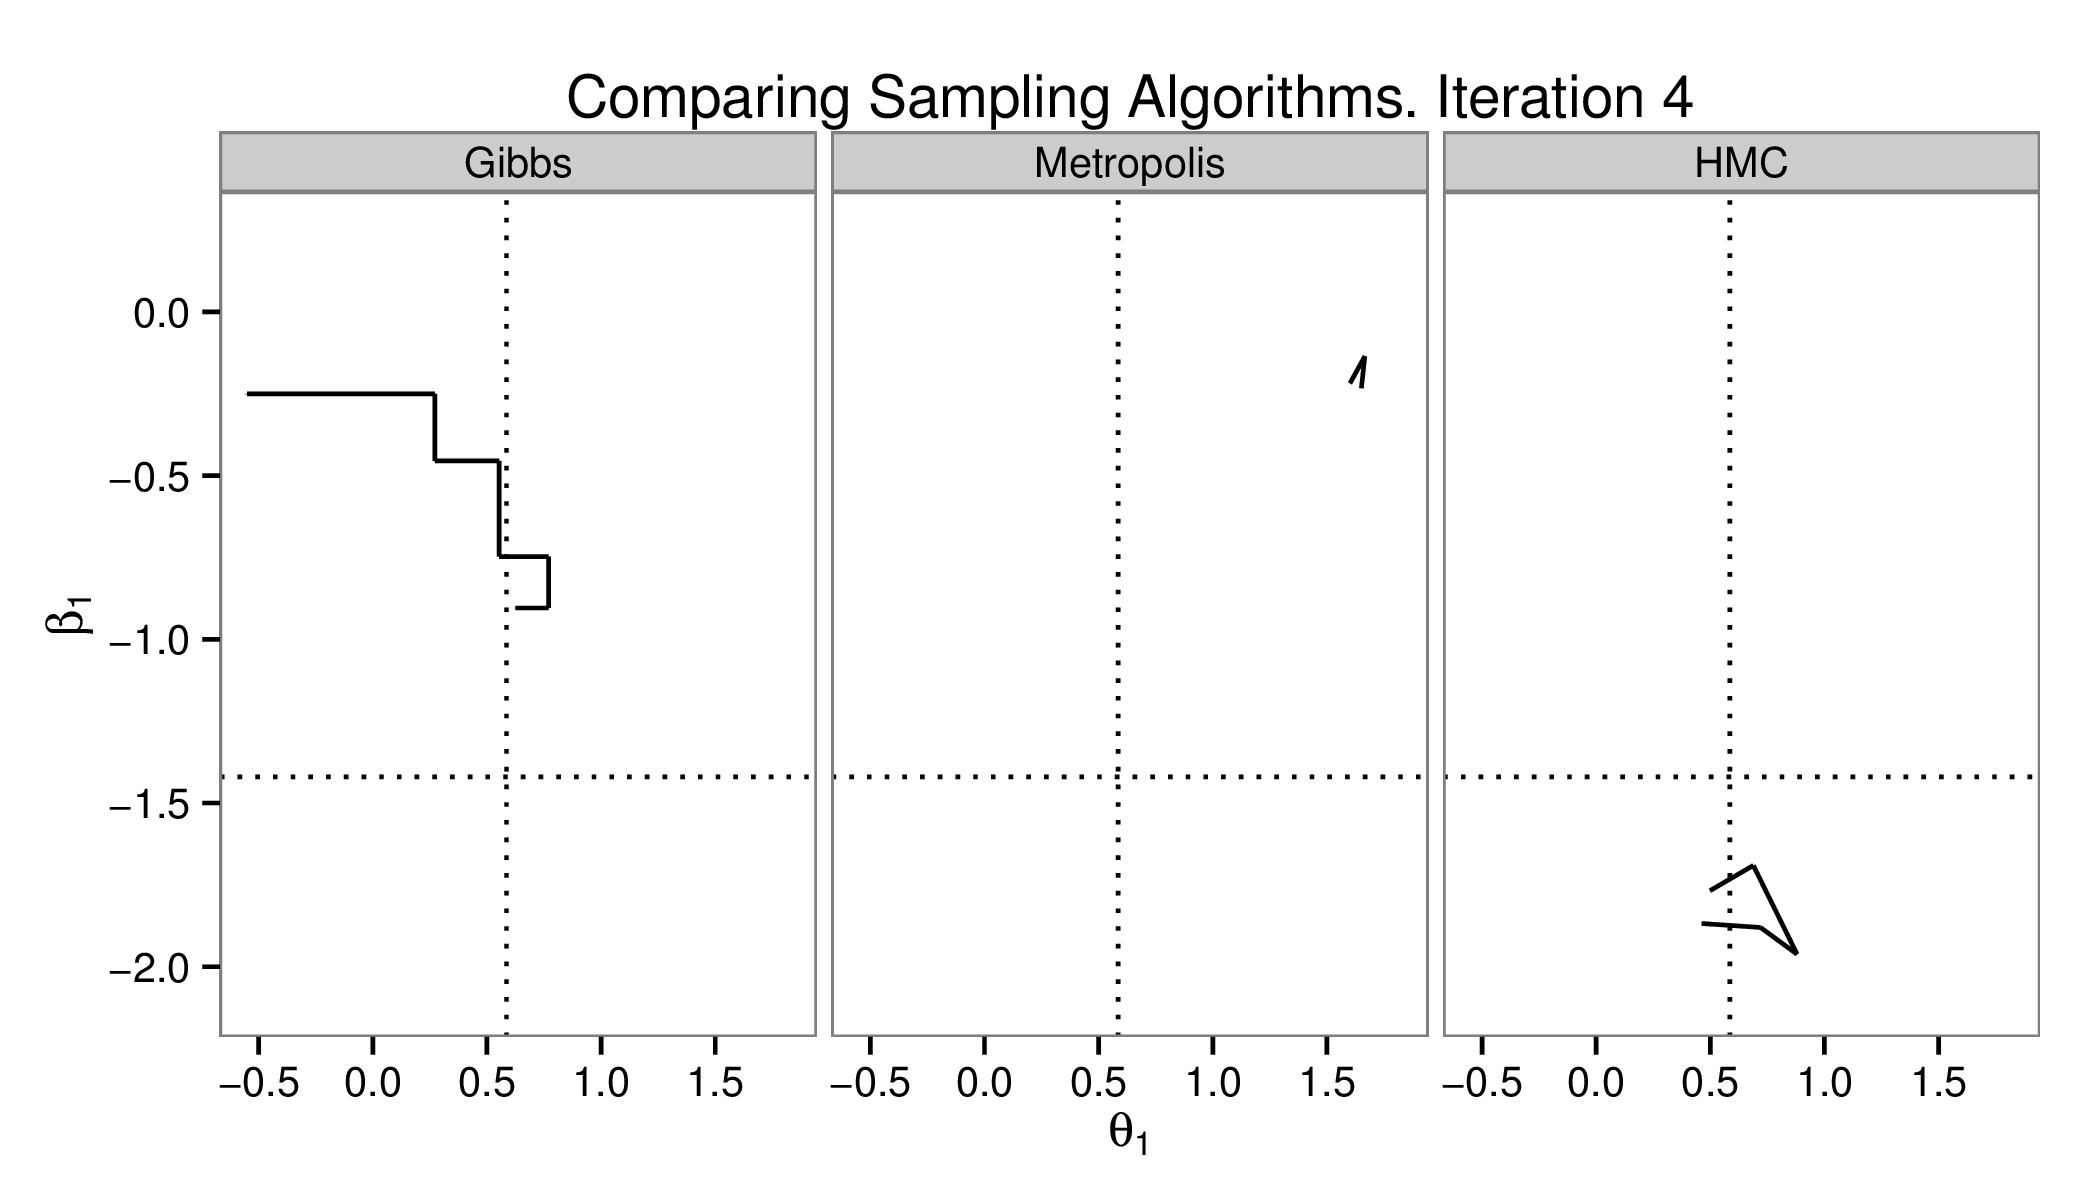 Comparing Sampling Algorithms. Iteration 4
Gibbs Metropolis HMC
0.0
−0.5
−1.0
−1.5
−2.0
β1
−0.5 0.0 0.5 1.0 1.5 −0.5 0.0 0.5 1.0 1.5 −0.5 0.0 0.5 1.0 1.5
θ1